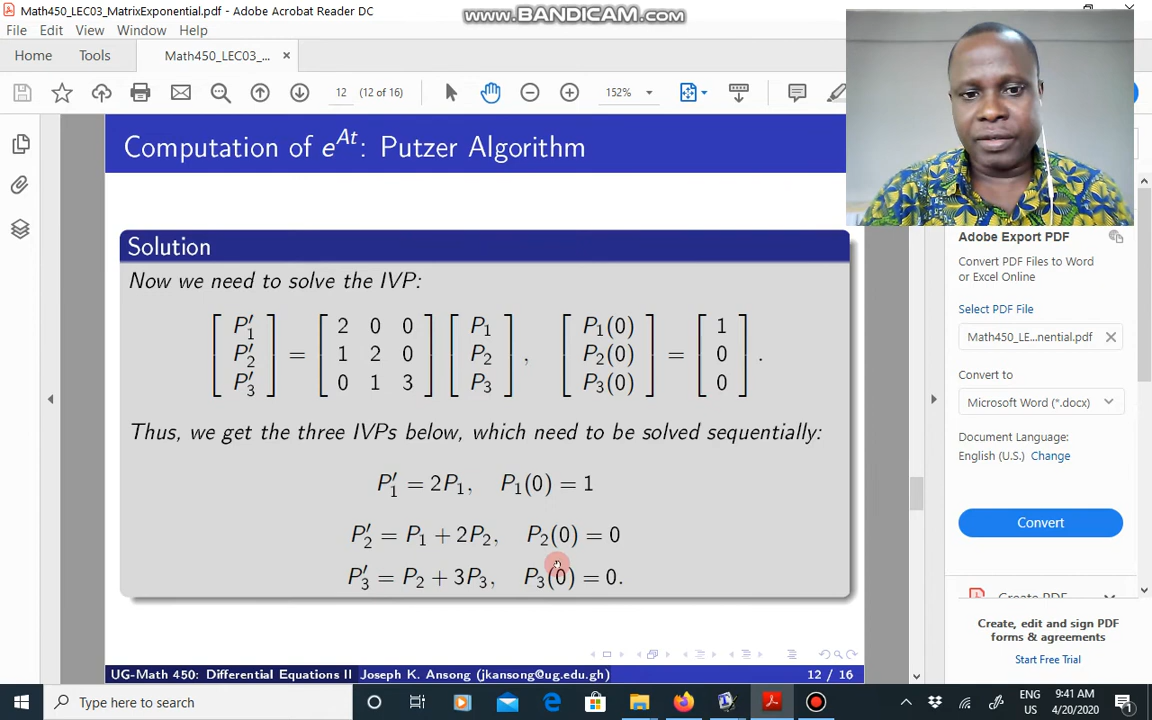 Math450_LEC03_MatrixExponential.pdf - Adobe Acrobat Reader DC
www.BANDICAM.com
File Edit View Window Help
Home Tools Math450_LEC03_... ×
12 (12 of 16) 152%
Computation of e^{At}: Putzer Algorithm
Solution
Now we need to solve the IVP:
[P′₁ P′₂ P′₃] = [2 0 0; 1 2 0; 0 1 3] [P₁ P₂ P₃], [P₁(0) P₂(0) P₃(0)] = [1 0 0].
Thus, we get the three IVPs below, which need to be solved sequentially:
P′₁ = 2P₁, P₁(0) = 1
P′₂ = P₁ + 2P₂, P₂(0) = 0
P′₃ = P₂ + 3P₃, P₃(0) = 0.
UG-Math 450: Differential Equations II Joseph K. Ansong (jkansong@ug.edu.gh) 12 / 16
Adobe Export PDF
Convert PDF Files to Word
or Excel Online
Select PDF File
Math450_LE...nential.pdf ×
Convert to
Microsoft Word (*.docx)
Document Language:
English (U.S.) Change
Convert
Create, edit and sign PDF
forms & agreements
Start Free Trial
Type here to search
ENG
US
9:41 AM
4/20/2020